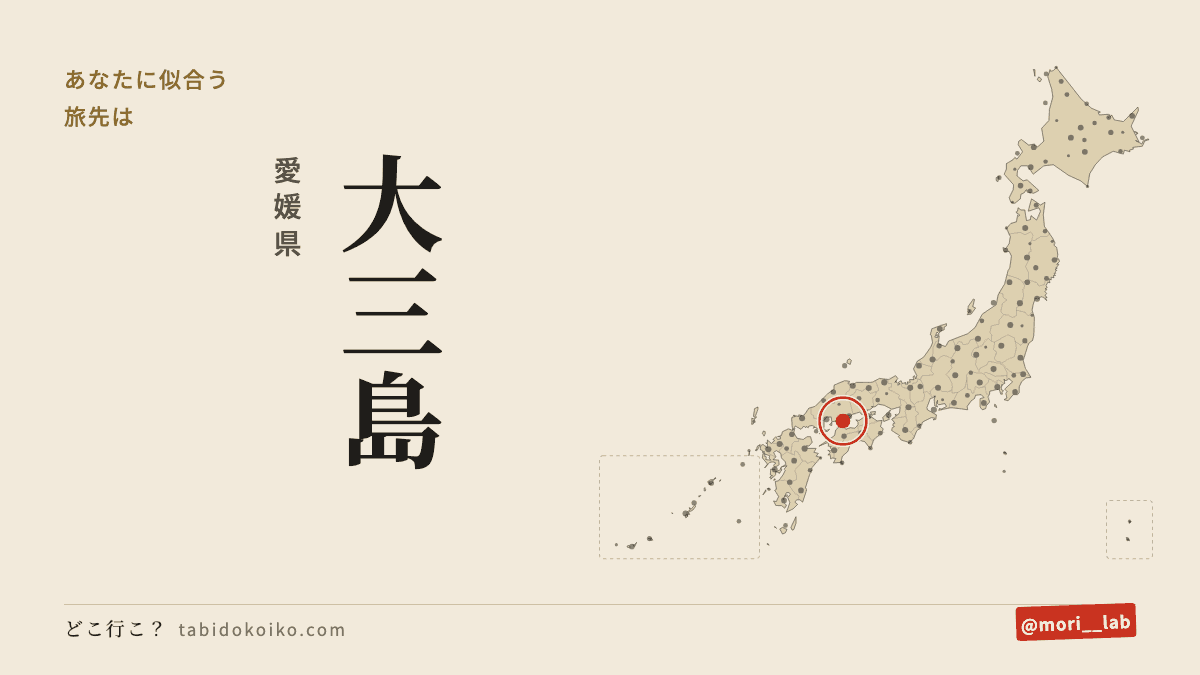 あなたに似合う
旅先は
大三島
愛媛県
どこ行こ？ tabidokoiko.com
@mori__lab